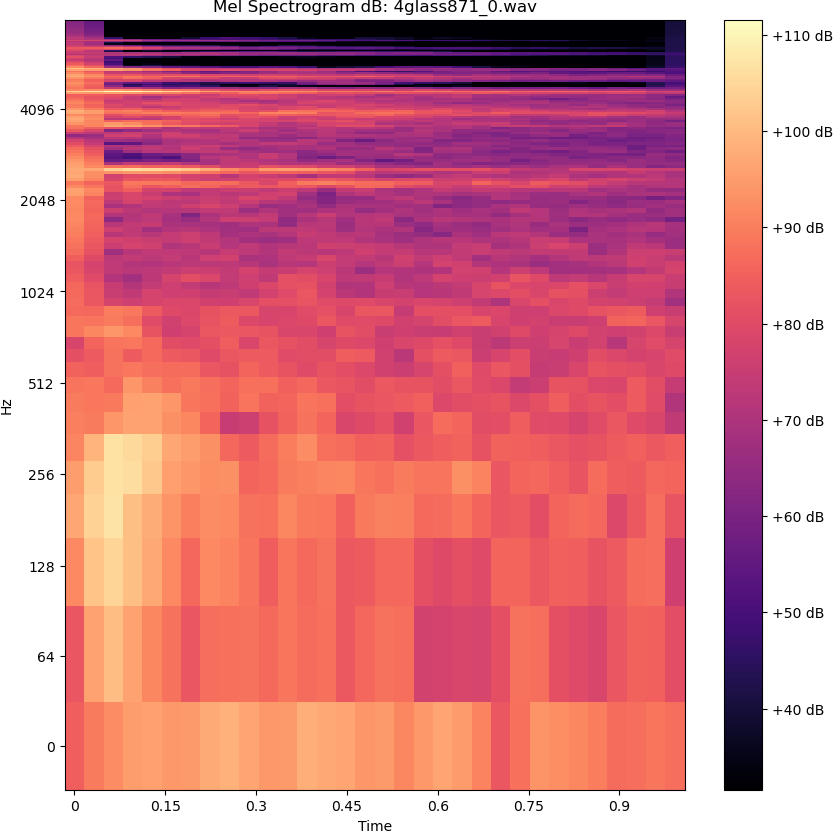 Mel Spectrogram dB: 4glass871_0.wav
+110 dB
4096
+100 dB
2048
+90 dB
1024
+80 dB
512
Hz
+70 dB
256
+60 dB
128
+50 dB
64
+40 dB
0
0 0.15 0.3 0.45 0.6 0.75 0.9
Time